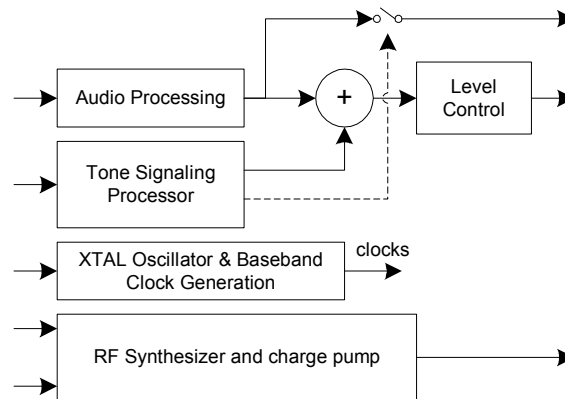 Audio Processing
+
Level
Control
Tone Signaling
Processor
XTAL Oscillator & Baseband
Clock Generation
clocks
RF Synthesizer and charge pump